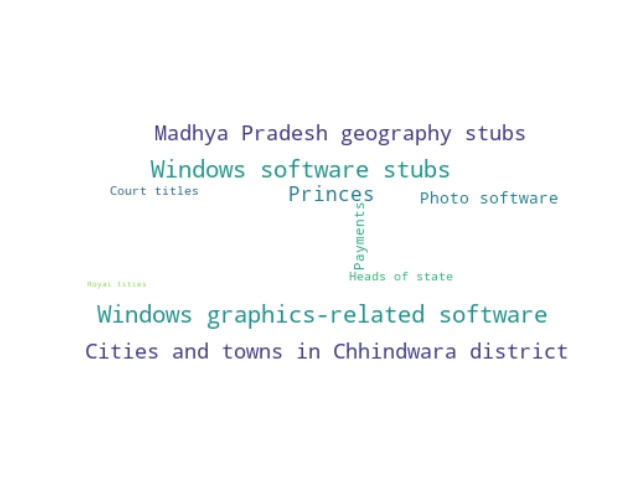 Madhya Pradesh geography stubs
Windows software stubs
Court titles
Princes
Photo software
Payments
Heads of state
Royal titles
Windows graphics-related software
Cities and towns in Chhindwara district